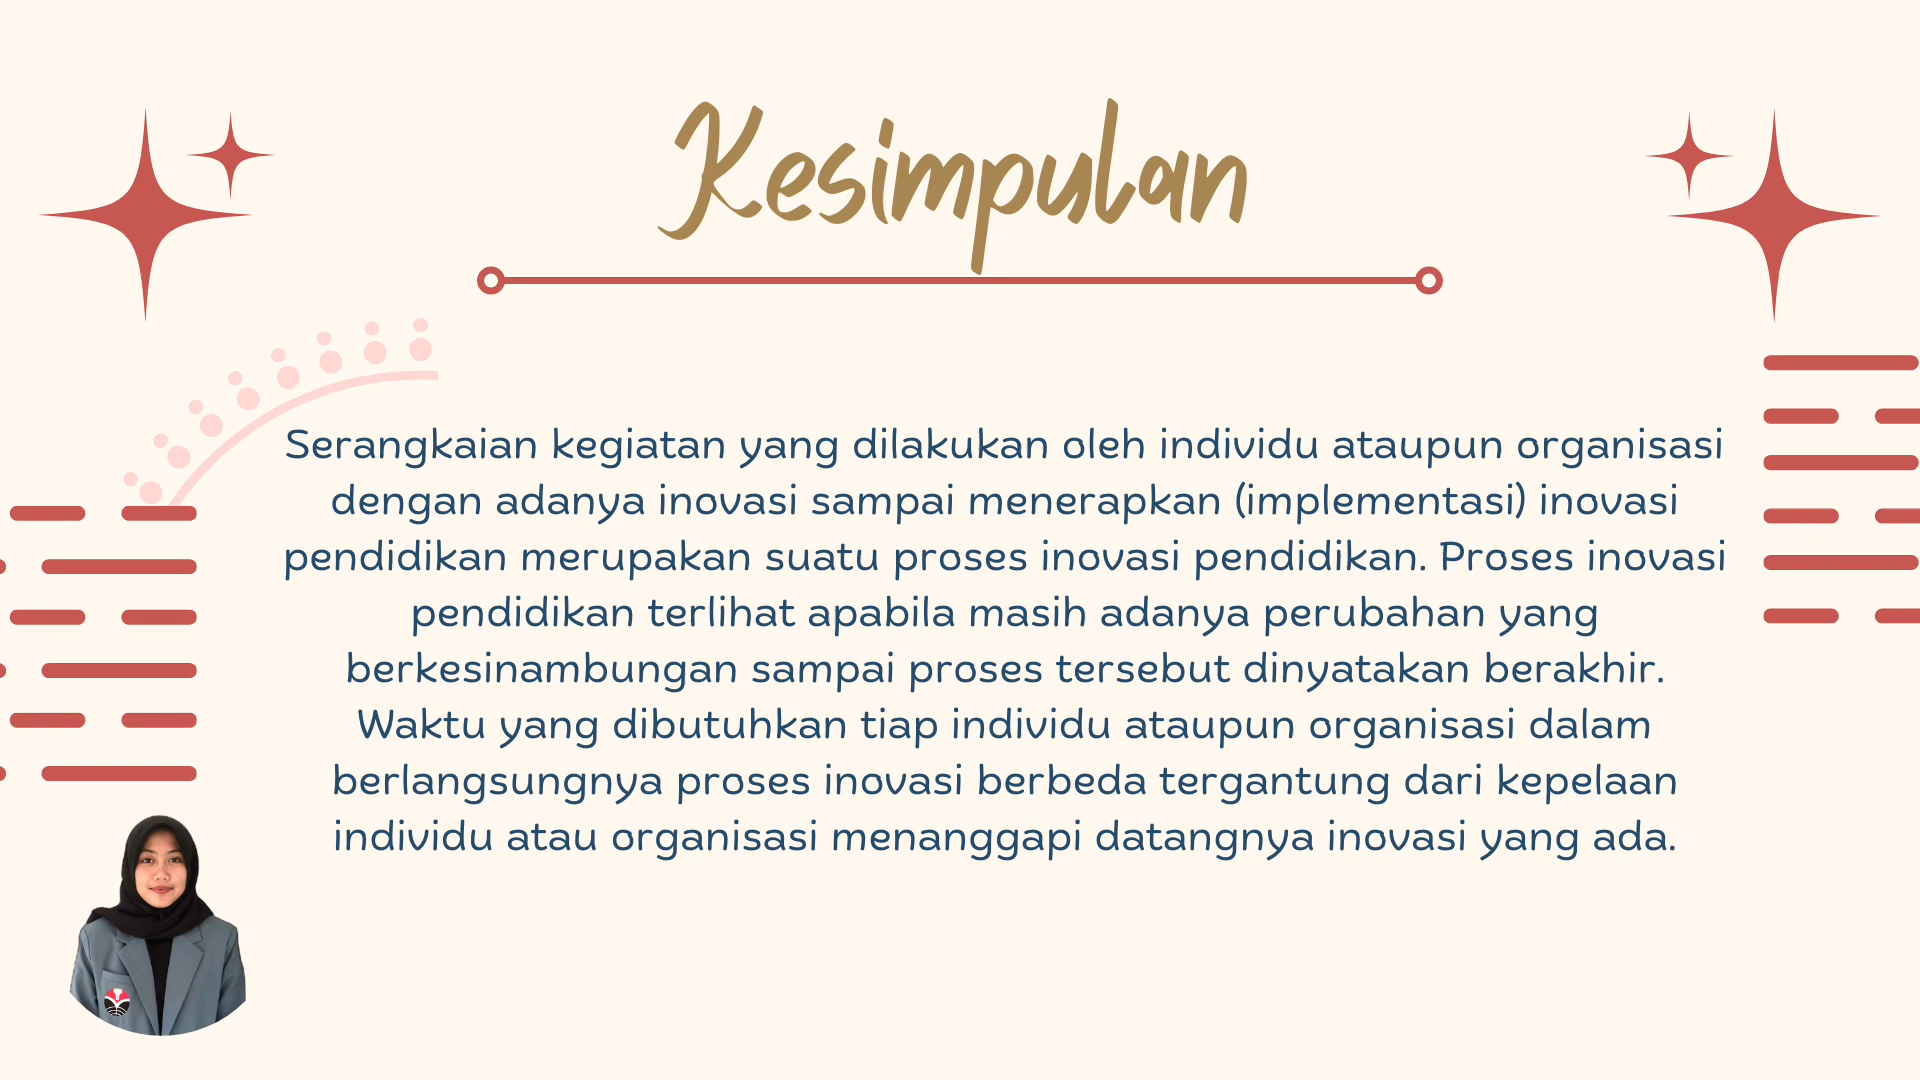 Kesimpulan
Serangkaian kegiatan yang dilakukan oleh individu ataupun organisasi
dengan adanya inovasi sampai menerapkan (implementasi) inovasi
pendidikan merupakan suatu proses inovasi pendidikan. Proses inovasi
pendidikan terlihat apabila masih adanya perubahan yang
berkesinambungan sampai proses tersebut dinyatakan berakhir.
Waktu yang dibutuhkan tiap individu ataupun organisasi dalam
berlangsungnya proses inovasi berbeda tergantung dari kepelaan
individu atau organisasi menanggapi datangnya inovasi yang ada.